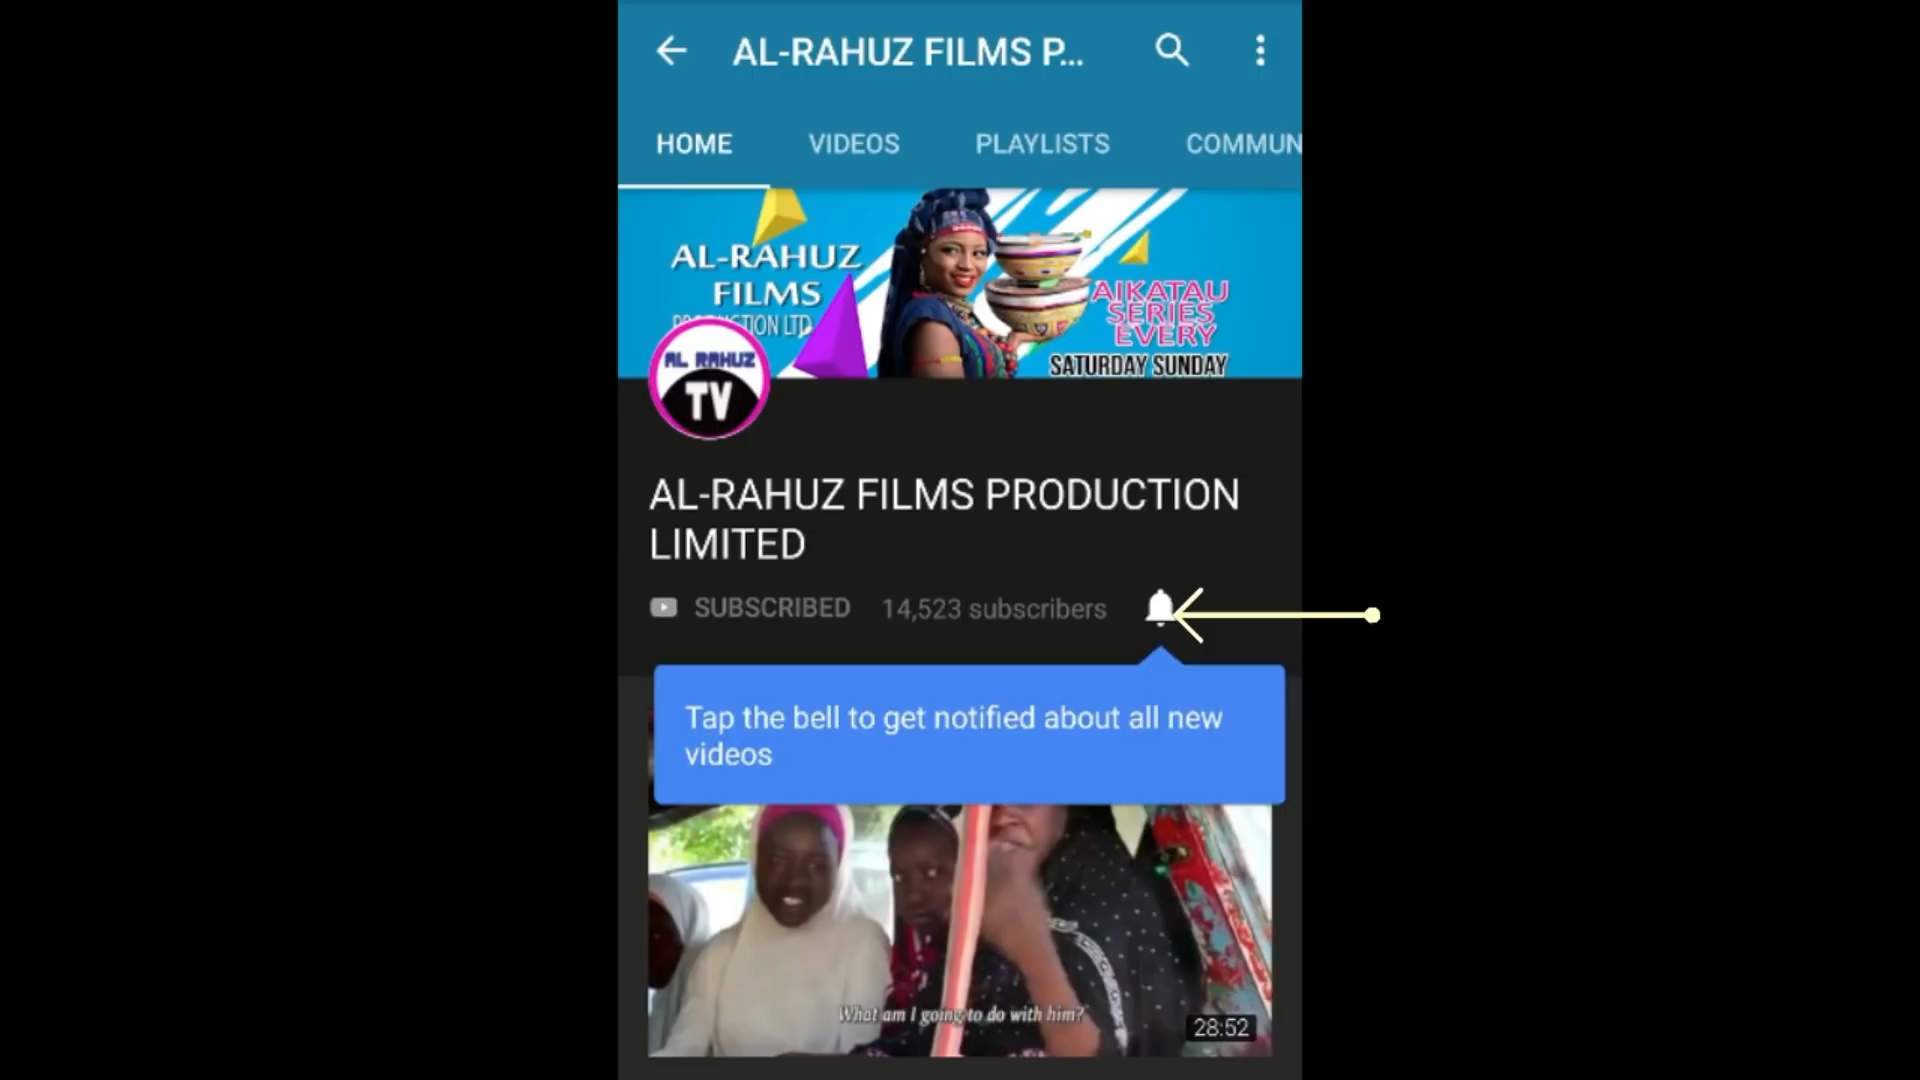 AL-RAHUZ FILMS P...
HOME VIDEOS PLAYLISTS COMMUN
AL-RAHUZ
FILMS
TION LTD
AIKATAU
SERIES
EVERY
SATURDAY SUNDAY
AL RAHUZ
TV
AL-RAHUZ FILMS PRODUCTION
LIMITED
SUBSCRIBED 14,523 subscribers
Tap the bell to get notified about all new
videos
What am I going to do with him?
28:52